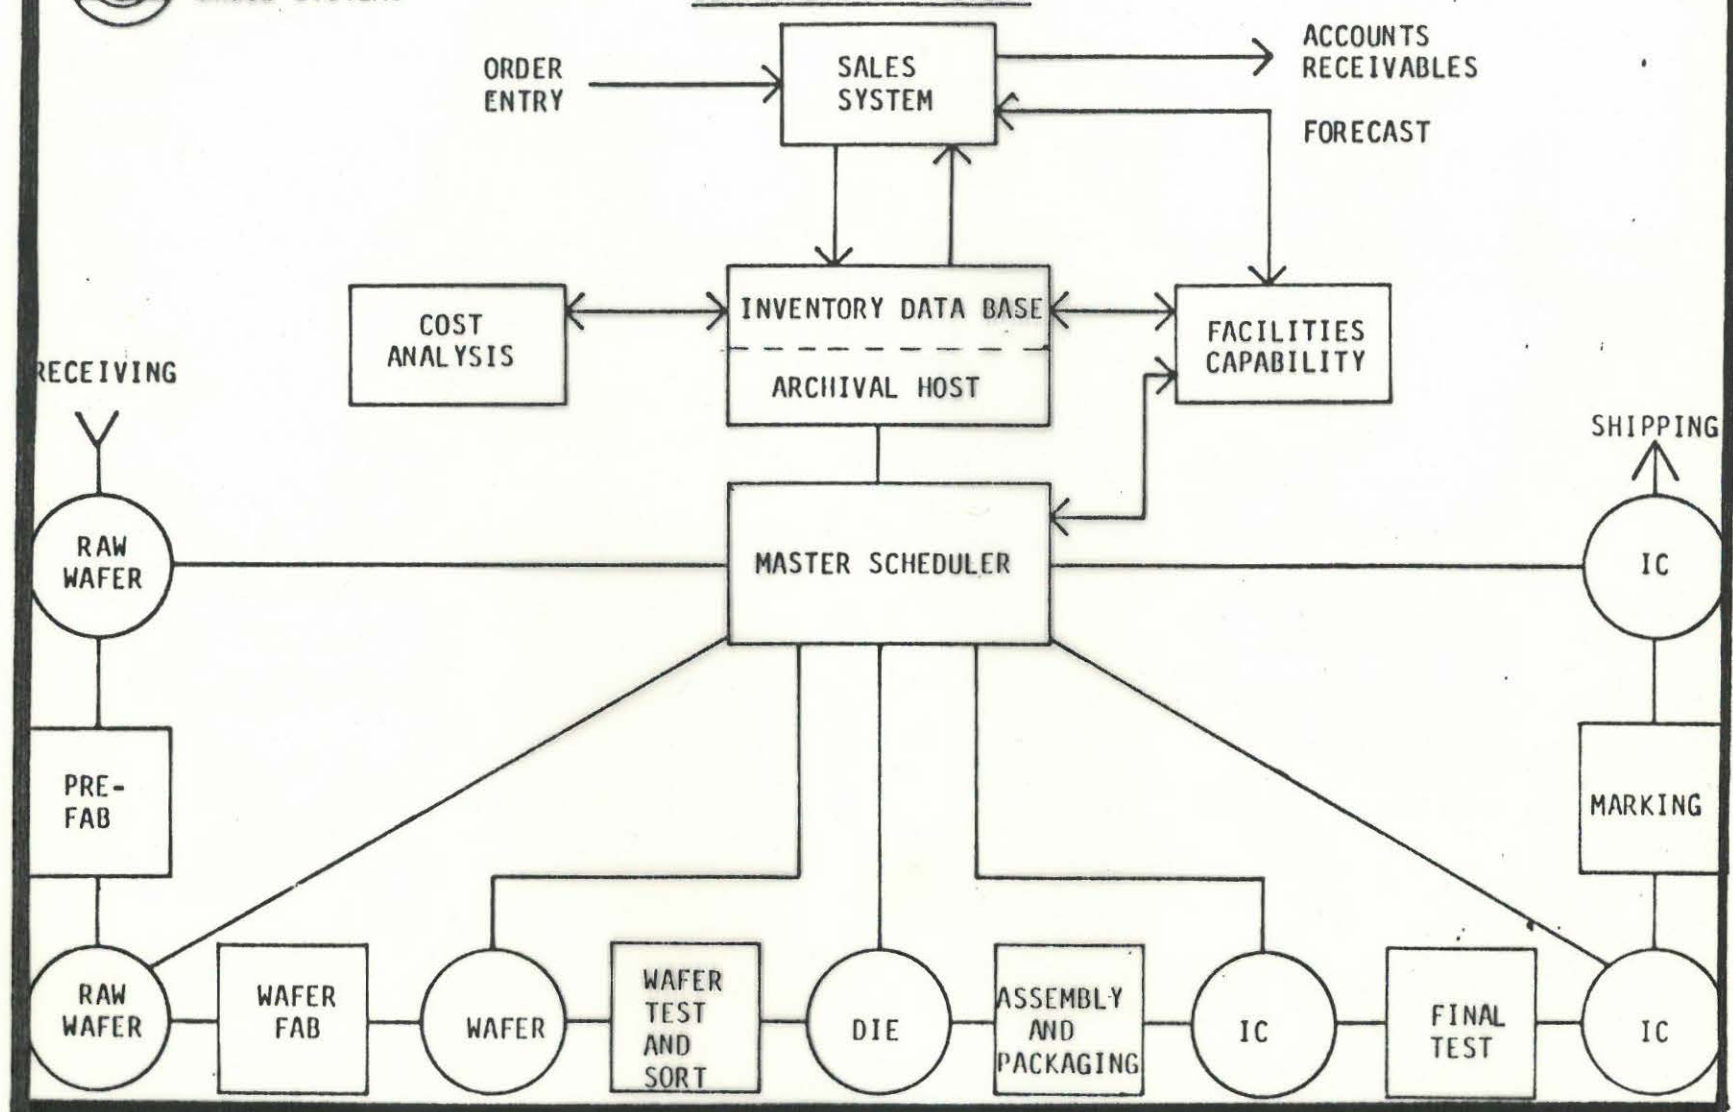 ORDER
ENTRY
SALES
SYSTEM
ACCOUNTS
RECEIVABLES
FORECAST
COST
ANALYSIS
INVENTORY DATA BASE
ARCHIVAL HOST
FACILITIES
CAPABILITY
RECEIVING
SHIPPING
RAW
WAFER
MASTER SCHEDULER
IC
PRE-
FAB
MARKING
RAW
WAFER
WAFER
FAB
WAFER
WAFER
TEST
AND
SORT
DIE
ASSEMBLY
AND
PACKAGING
IC
FINAL
TEST
IC